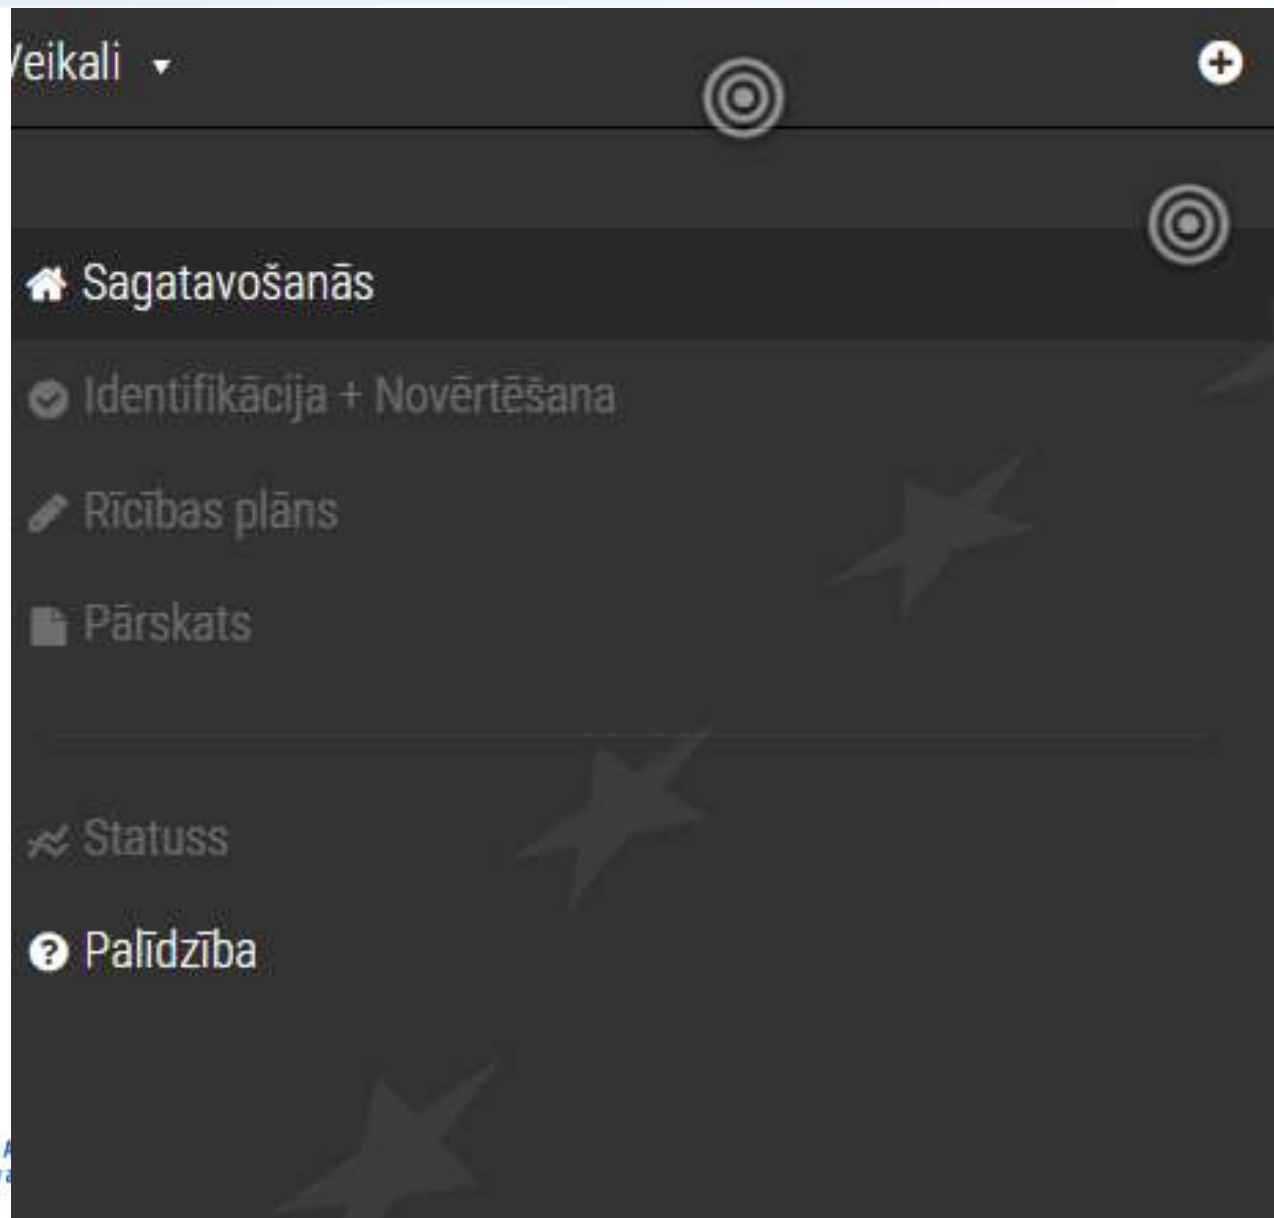 Veikali
Sagatavošanās
Identifikācija + Novērtēšana
Rīcības plāns
Pārskats
Statuss
Palīdzība